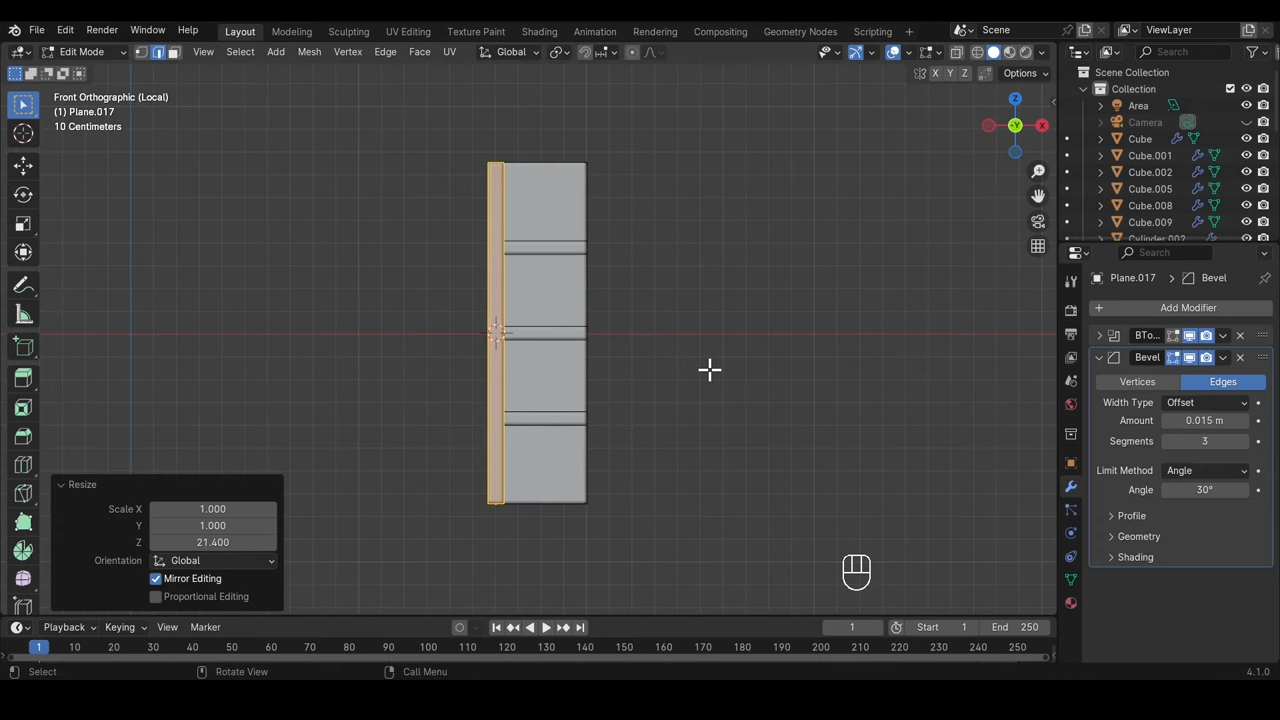 File Edit Render Window Help Layout Modeling Sculpting UV Editing Texture Paint Shading Animation Rendering Compositing Geometry Nodes Scripting + Scene ViewLayer
Edit Mode View Select Add Mesh Vertex Edge Face UV Global Search
X Y Z Options
Front Orthographic (Local)
(1) Plane.017
10 Centimeters
Z
X
-Y
Scene Collection
Collection
Area
Camera
Cube
Cube.001
Cube.002
Cube.005
Cube.008
Cube.009
Cylinder.002
Search
Plane.017 > Bevel
+ Add Modifier
BTo...
Bevel
Vertices Edges
Width Type Offset
Amount 0.015 m
Segments 3
Limit Method Angle
Angle 30°
Profile
Geometry
Shading
Resize
Scale X 1.000
Y 1.000
Z 21.400
Orientation Global
Mirror Editing
Proportional Editing
Playback Keying View Marker 1 Start 1 End 250
1 10 20 30 40 50 60 70 80 90 100 110 120 130 140 150 160 170 180 190 200 210 220 230 240 250
Select Rotate View Call Menu 4.1.0